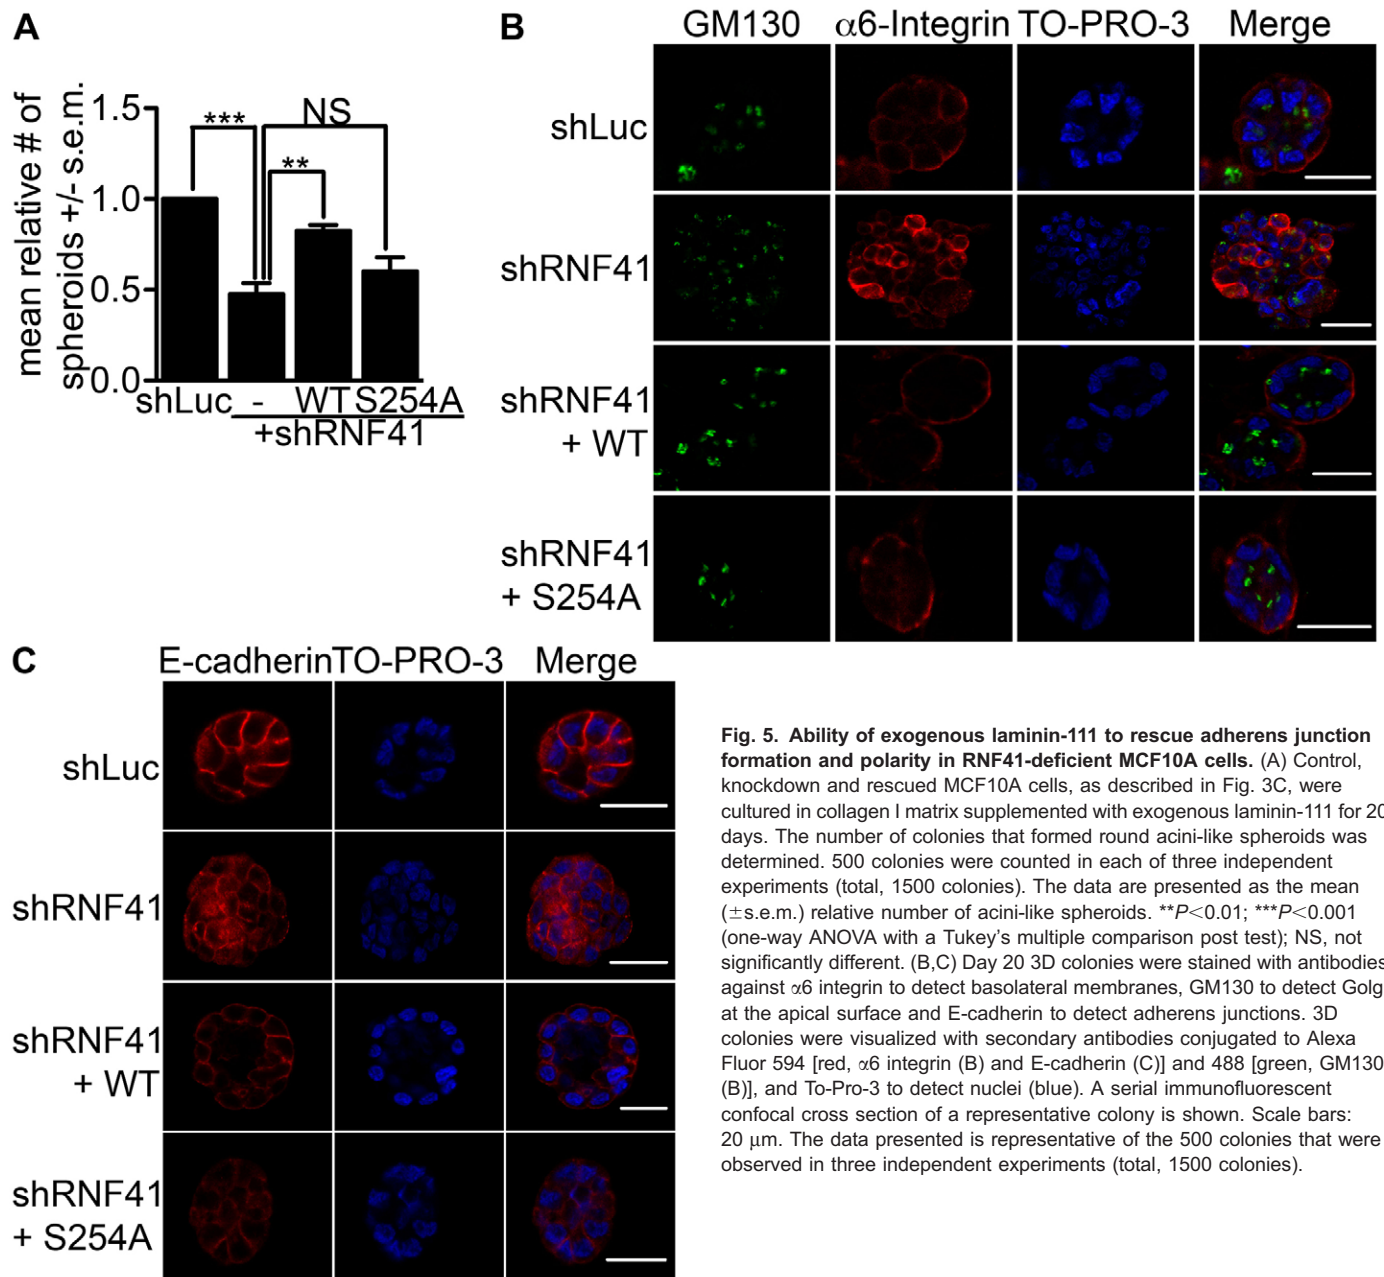 A
mean relative # of
spheroids +/- s.e.m.
1.5
1.0
0.5
0.0
***
NS
**
shLuc
-
WT
S254A
+shRNF41
B
GM130
α6-Integrin
TO-PRO-3
Merge
shLuc
shRNF41
shRNF41
+ WT
shRNF41
+ S254A
C
E-cadherin
TO-PRO-3
Merge
shLuc
shRNF41
shRNF41
+ WT
shRNF41
+ S254A
Fig. 5. Ability of exogenous laminin-111 to rescue adherens junction
formation and polarity in RNF41-deficient MCF10A cells. (A) Control,
knockdown and rescued MCF10A cells, as described in Fig. 3C, were
cultured in collagen I matrix supplemented with exogenous laminin-111 for 20
days. The number of colonies that formed round acini-like spheroids was
determined. 500 colonies were counted in each of three independent
experiments (total, 1500 colonies). The data are presented as the mean
(±s.e.m.) relative number of acini-like spheroids. **P<0.01; ***P<0.001
(one-way ANOVA with a Tukey's multiple comparison post test); NS, not
significantly different. (B,C) Day 20 3D colonies were stained with antibodies
against α6 integrin to detect basolateral membranes, GM130 to detect Golg
at the apical surface and E-cadherin to detect adherens junctions. 3D
colonies were visualized with secondary antibodies conjugated to Alexa
Fluor 594 [red, α6 integrin (B) and E-cadherin (C)] and 488 [green, GM130
(B)], and To-Pro-3 to detect nuclei (blue). A serial immunofluorescent
confocal cross section of a representative colony is shown. Scale bars:
20 μm. The data presented is representative of the 500 colonies that were
observed in three independent experiments (total, 1500 colonies).